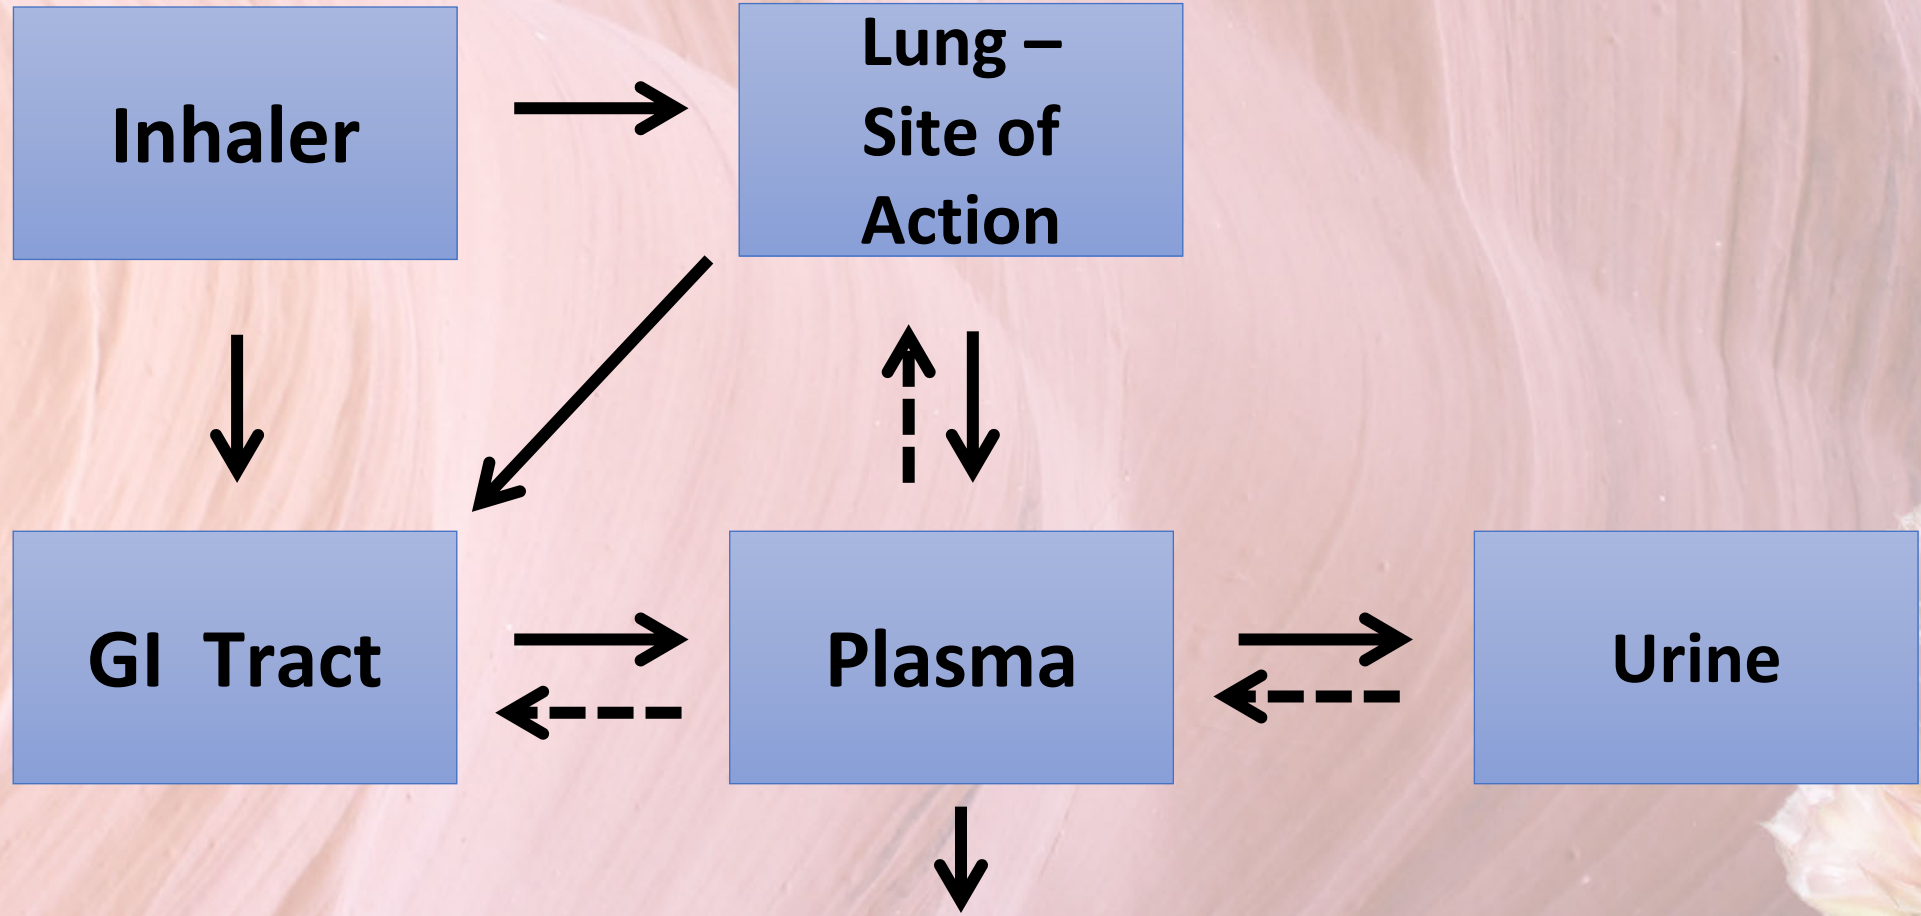 Inhaler
Lung –
Site of
Action
GI Tract
Plasma
Urine